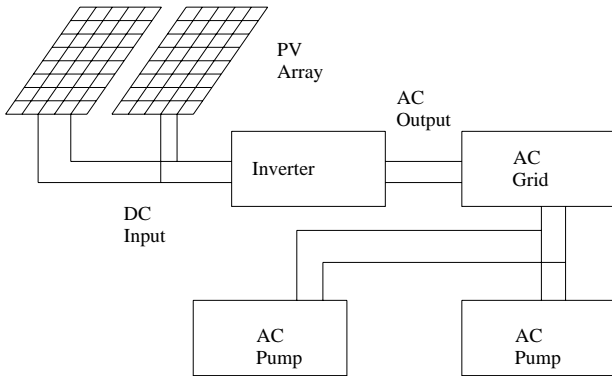 PV
Array
AC
Output
Inverter
AC
Grid
DC
Input
AC
Pump
AC
Pump